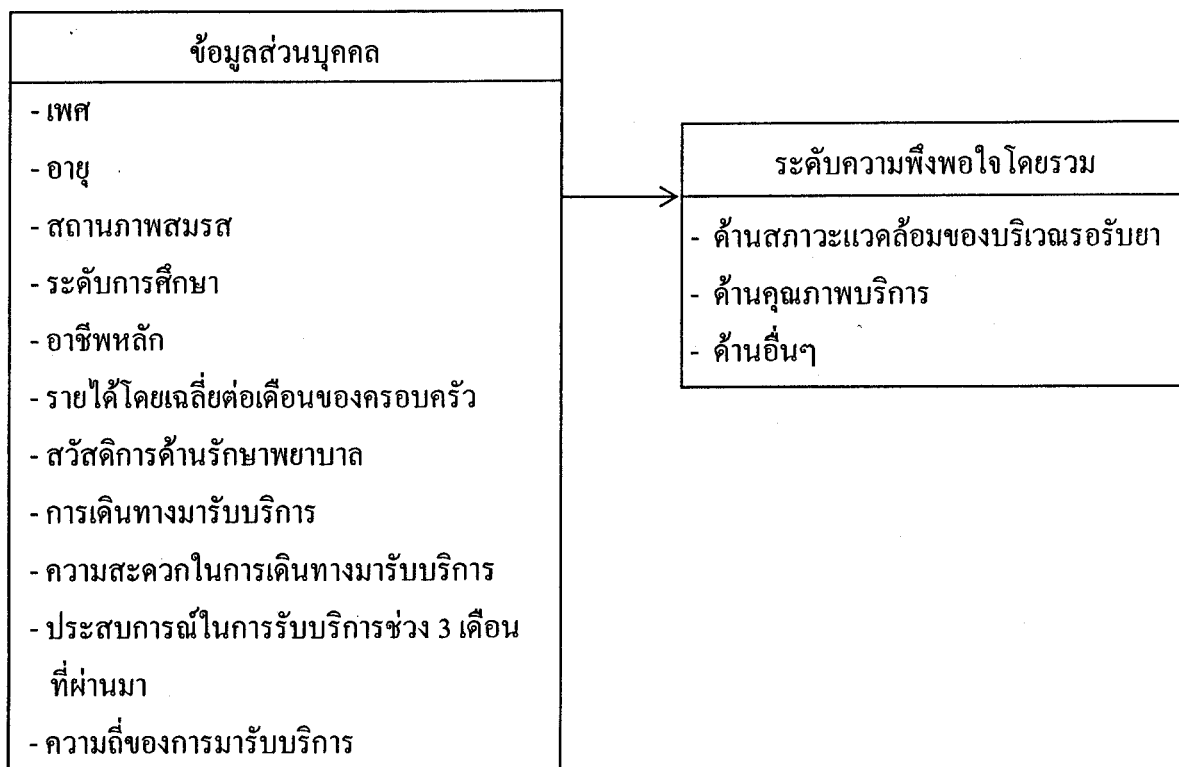 ข้อมูลส่วนบุคคล
- เพศ
- อายุ
- สถานภาพสมรส
- ระดับการศึกษา
- อาชีพหลัก
- รายได้โดยเฉลี่ยต่อเดือนของครอบครัว
- สวัสดิการด้านรักษาพยาบาล
- การเดินทางมารับบริการ
- ความสะดวกในการเดินทางมารับบริการ
- ประสบการณ์ในการรับบริการช่วง 3 เดือน
ที่ผ่านมา
- ความถี่ของการมารับบริการ
ระดับความพึงพอใจโดยรวม
- ด้านสภาวะแวดล้อมของบริเวณรอรับยา
- ด้านคุณภาพบริการ
- ด้านอื่นๆ